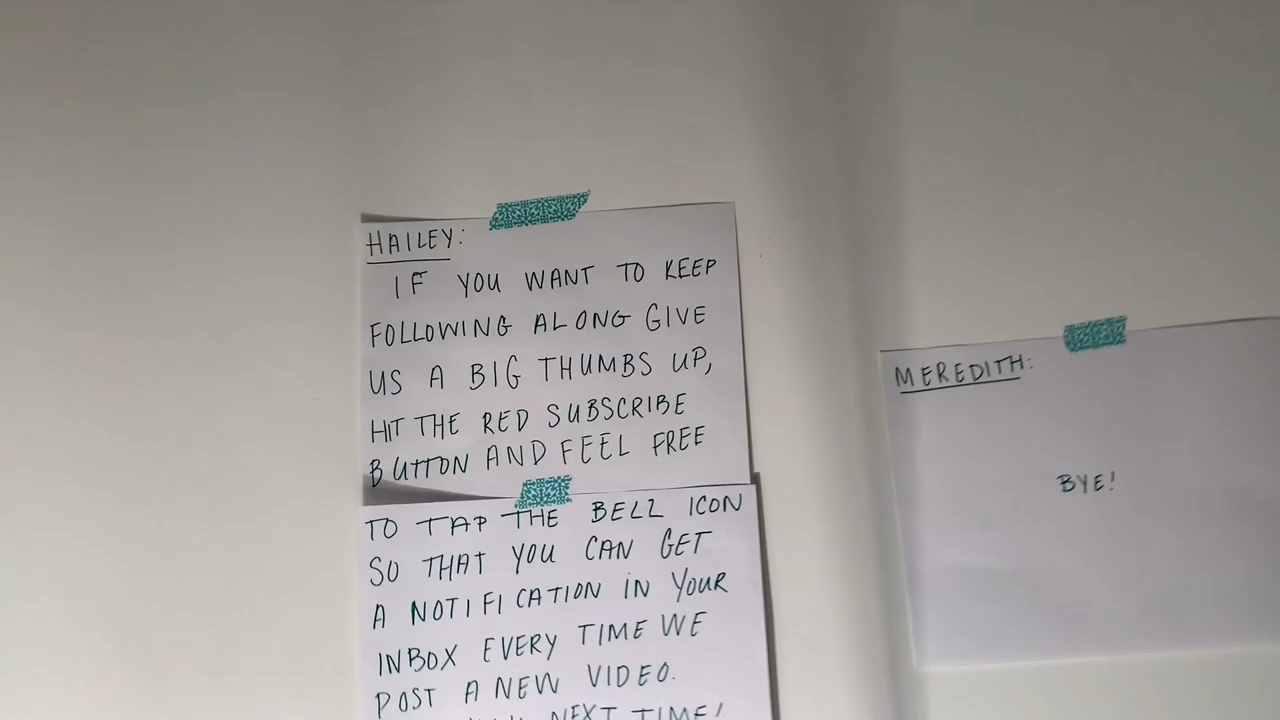 HAILEY:
IF YOU WANT TO KEEP
FOLLOWING ALONG GIVE
US A BIG THUMBS UP,
HIT THE RED SUBSCRIBE
BUTTON AND FEEL FREE
TO TAP THE BELL ICON
SO THAT YOU CAN GET
A NOTIFICATION IN YOUR
INBOX EVERY TIME WE
POST A NEW VIDEO.
NEXT TIME!
MEREDITH:
BYE!